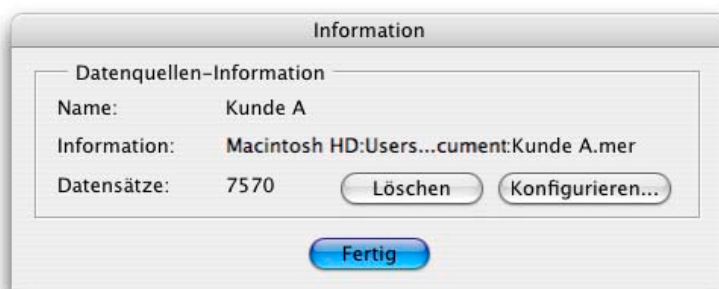 Information
Datenquellen-Information
Name: Kunde A
Information: Macintosh HD:Users...cument:Kunde A.mer
Datensätze: 7570 Löschen Konfigurieren...
Fertig